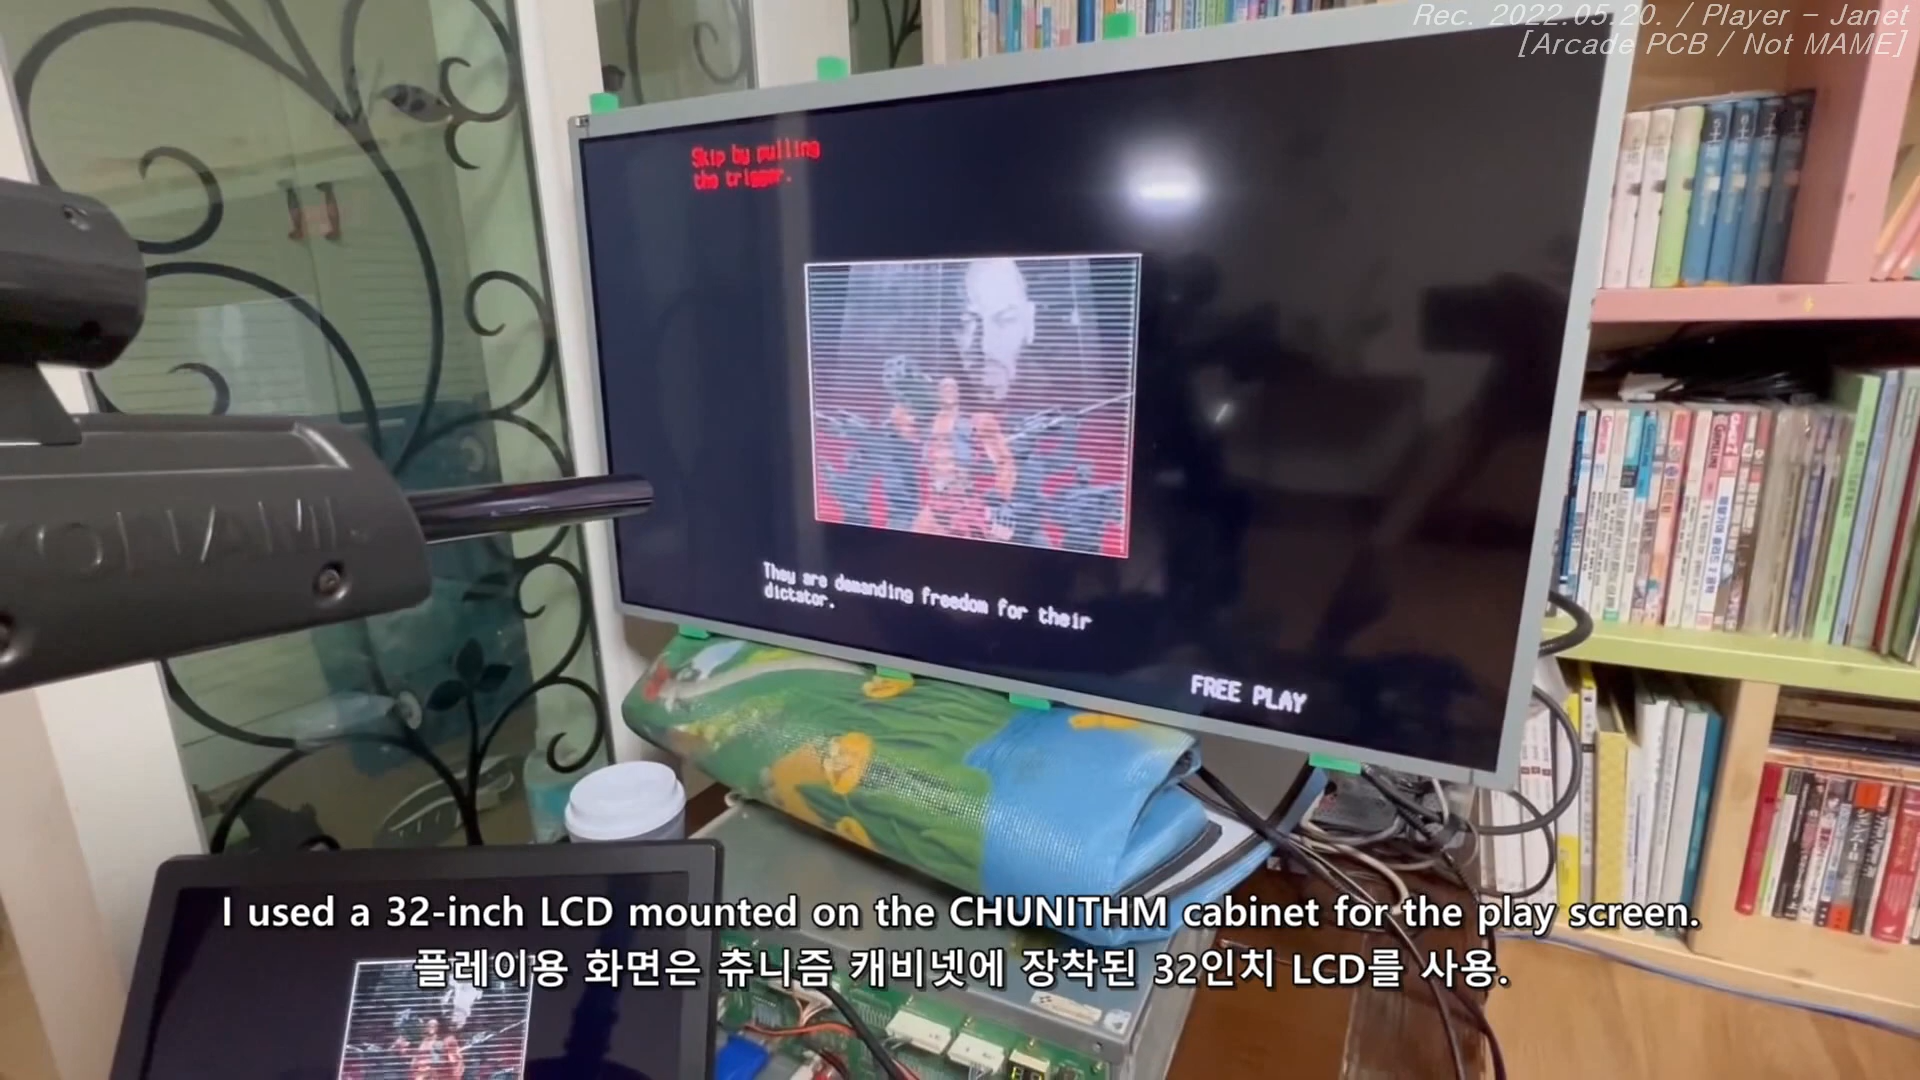 Rec. 2022.05.20. / Player - Janet
[Arcade PCB / Not MAME]
Skip by pulling
the trigger.
They are demanding freedom for their
dictator.
FREE PLAY
KONAMI
I used a 32-inch LCD mounted on the CHUNITHM cabinet for the play screen.
플레이용 화면은 츄니즘 캐비넷에 장착된 32인치 LCD를 사용.